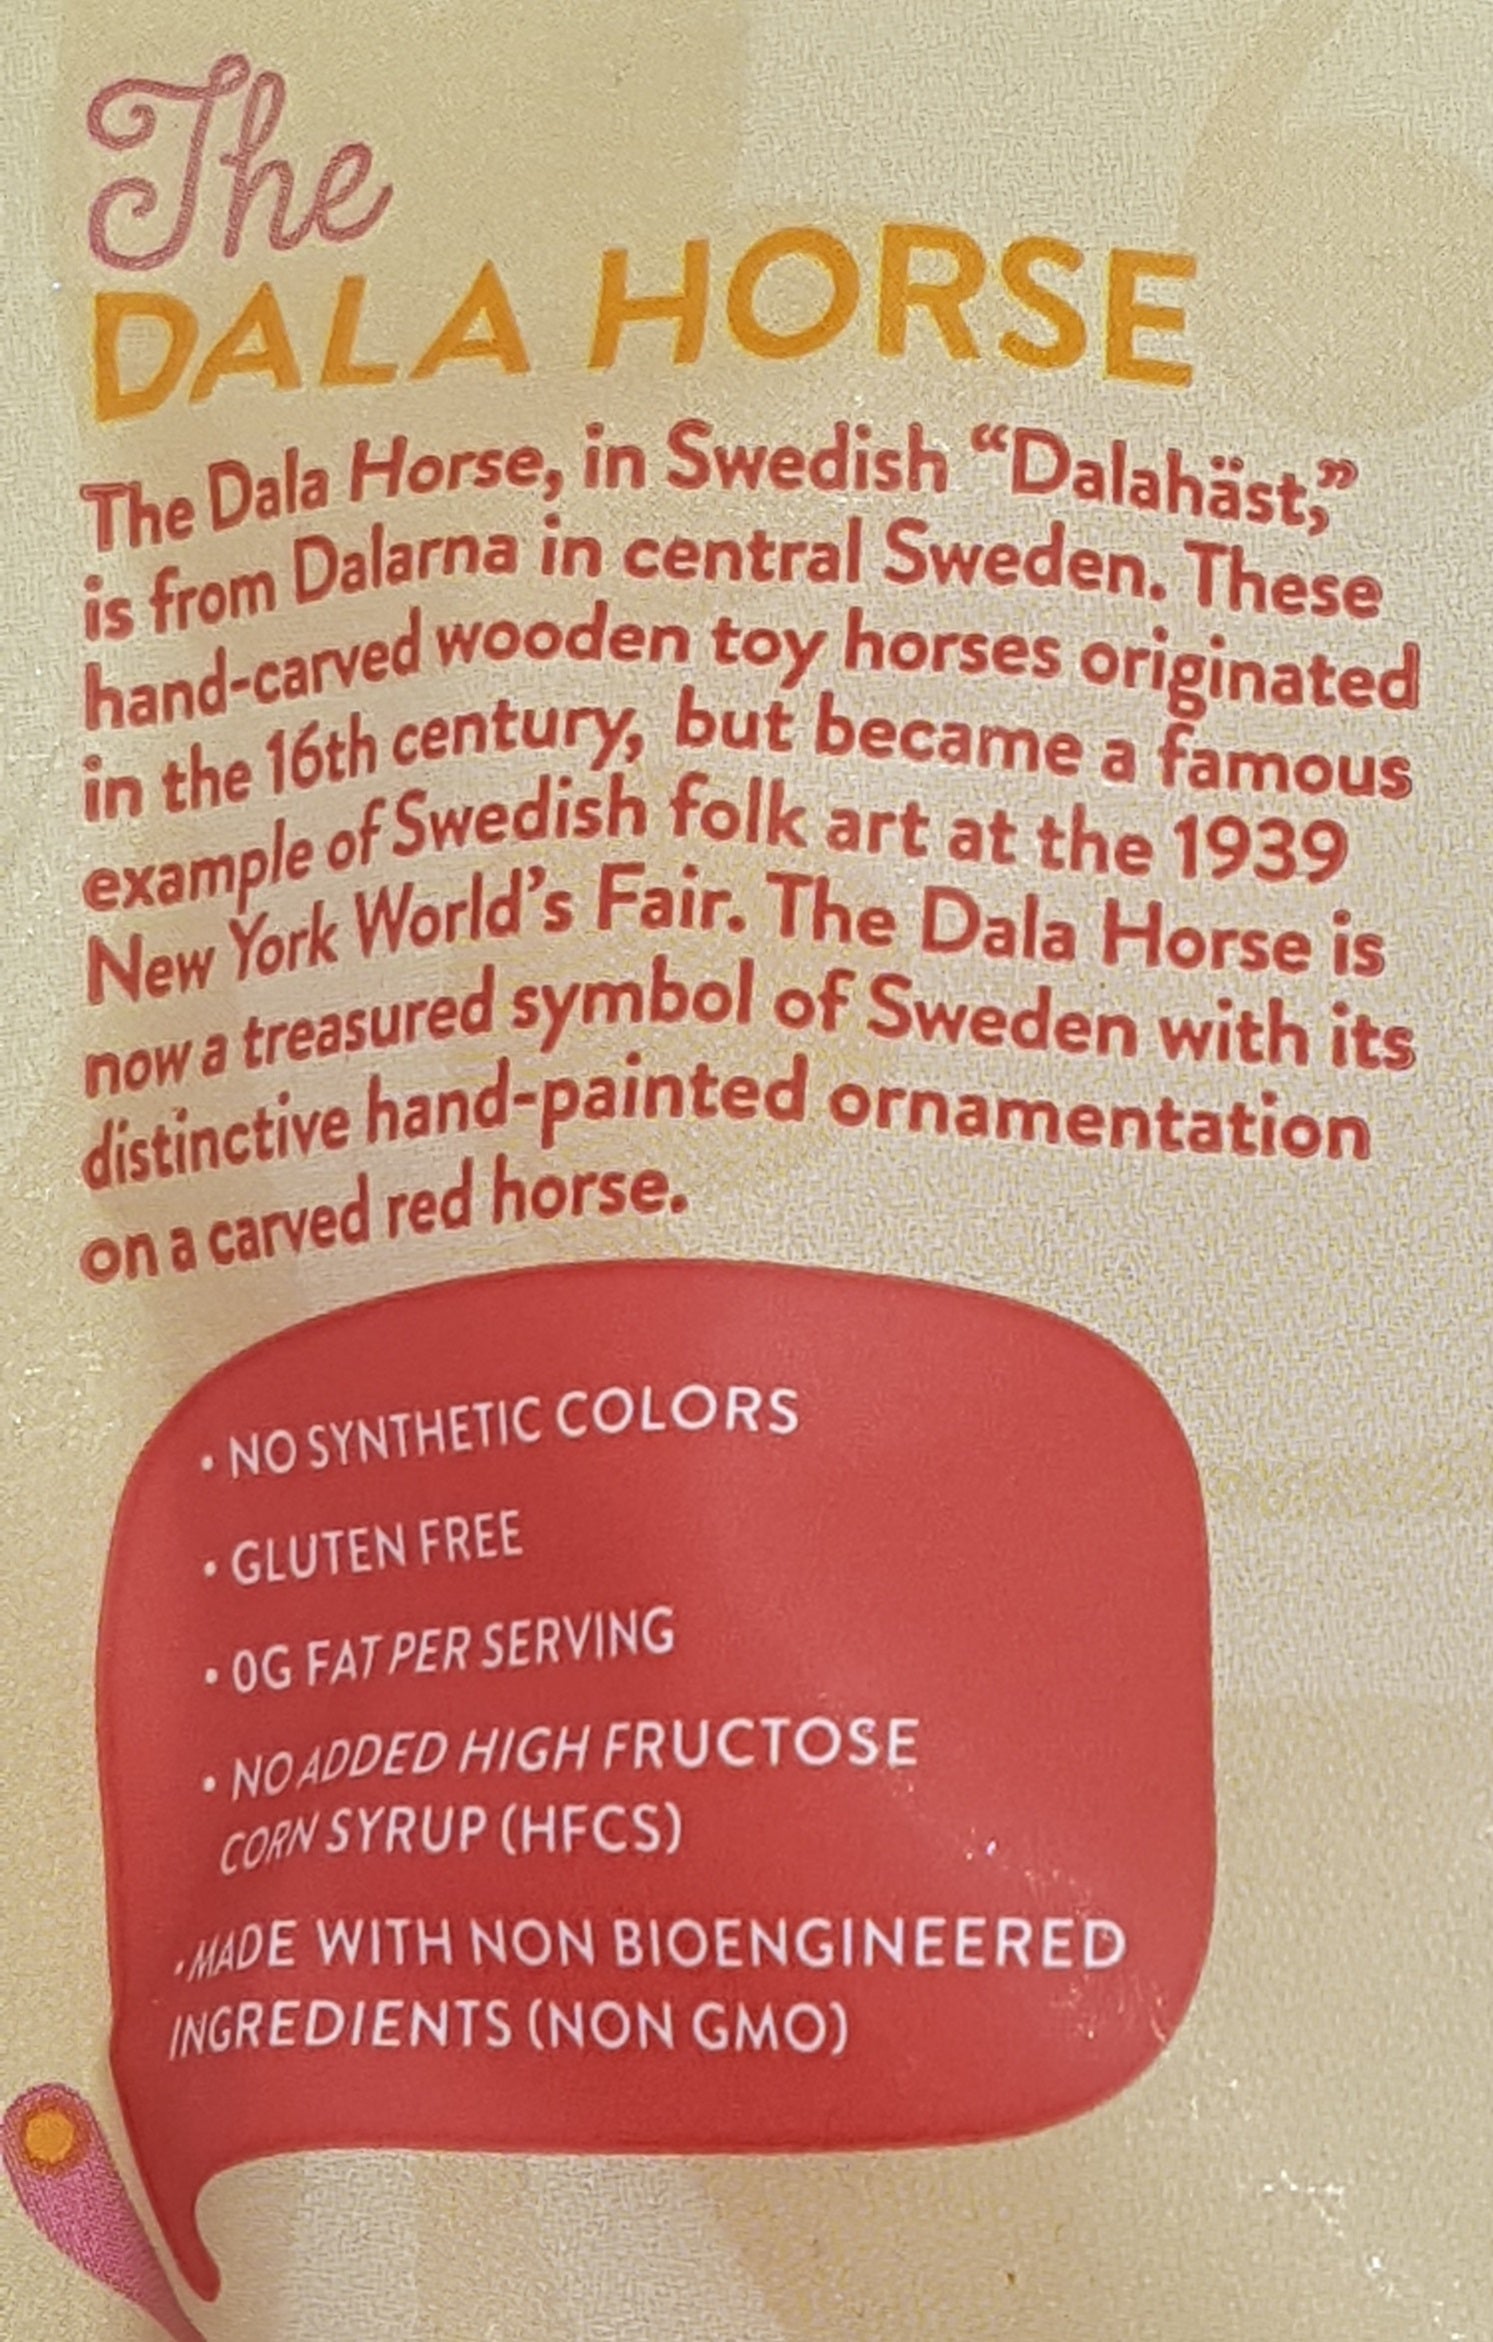 The
DALA HORSE
The Dala Horse, in Swedish “Dalahäst,”
is from Dalarna in central Sweden. These
hand-carved wooden toy horses originated
in the 16th century, but became a famous
example of Swedish folk art at the 1939
New York World’s Fair. The Dala Horse is
now a treasured symbol of Sweden with its
distinctive hand-painted ornamentation
on a carved red horse.
• NO SYNTHETIC COLORS
• GLUTEN FREE
• 0G FAT PER SERVING
• NO ADDED HIGH FRUCTOSE
CORN SYRUP (HFCS)
• MADE WITH NON BIOENGINEERED
INGREDIENTS (NON GMO)